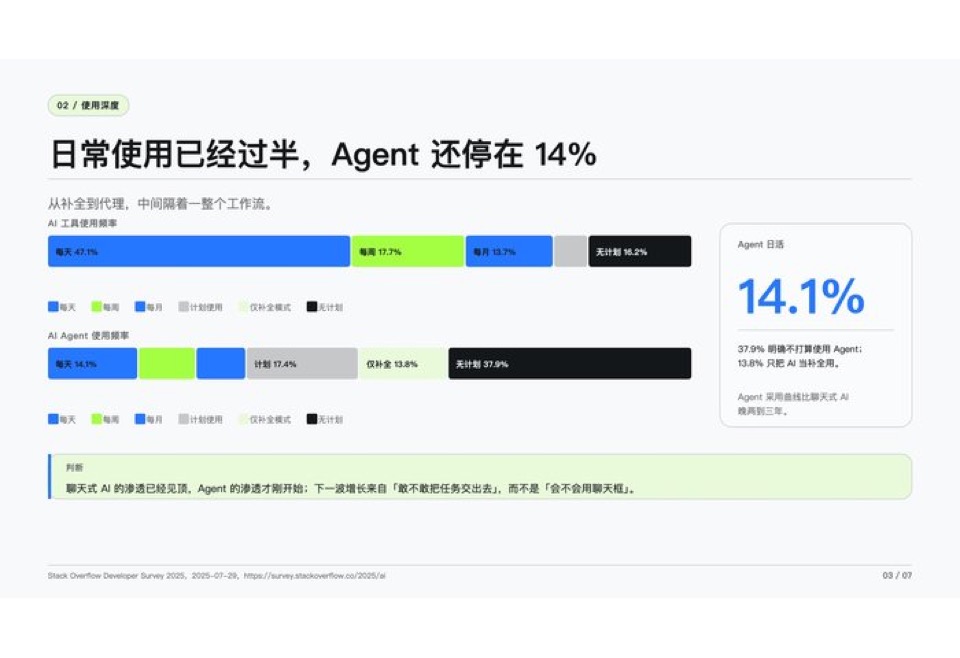 02 / 使用深度
日常使用已经过半，Agent 还停在 14%
从补全到代理，中间隔着一整个工作流。
AI 工具使用频率
每天 47.1%
每周 17.7%
每月 13.7%
无计划 16.2%
每天
每周
每月
计划使用
仅补全模式
无计划
AI Agent 使用频率
每天 14.1%
计划 17.4%
仅补全 13.8%
无计划 37.9%
每天
每周
每月
计划使用
仅补全模式
无计划
Agent 日活
14.1%
37.9% 明确不打算使用 Agent；
13.8% 只把 AI 当补全用。
Agent 采用曲线比聊天式 AI
晚两到三年。
判断
聊天式 AI 的渗透已经见顶，Agent 的渗透才刚开始；下一波增长来自「敢不敢把任务交出去」，而不是「会不会用聊天框」。
Stack Overflow Developer Survey 2025，2025-07-29，https://survey.stackoverflow.co/2025/ai
03 / 07